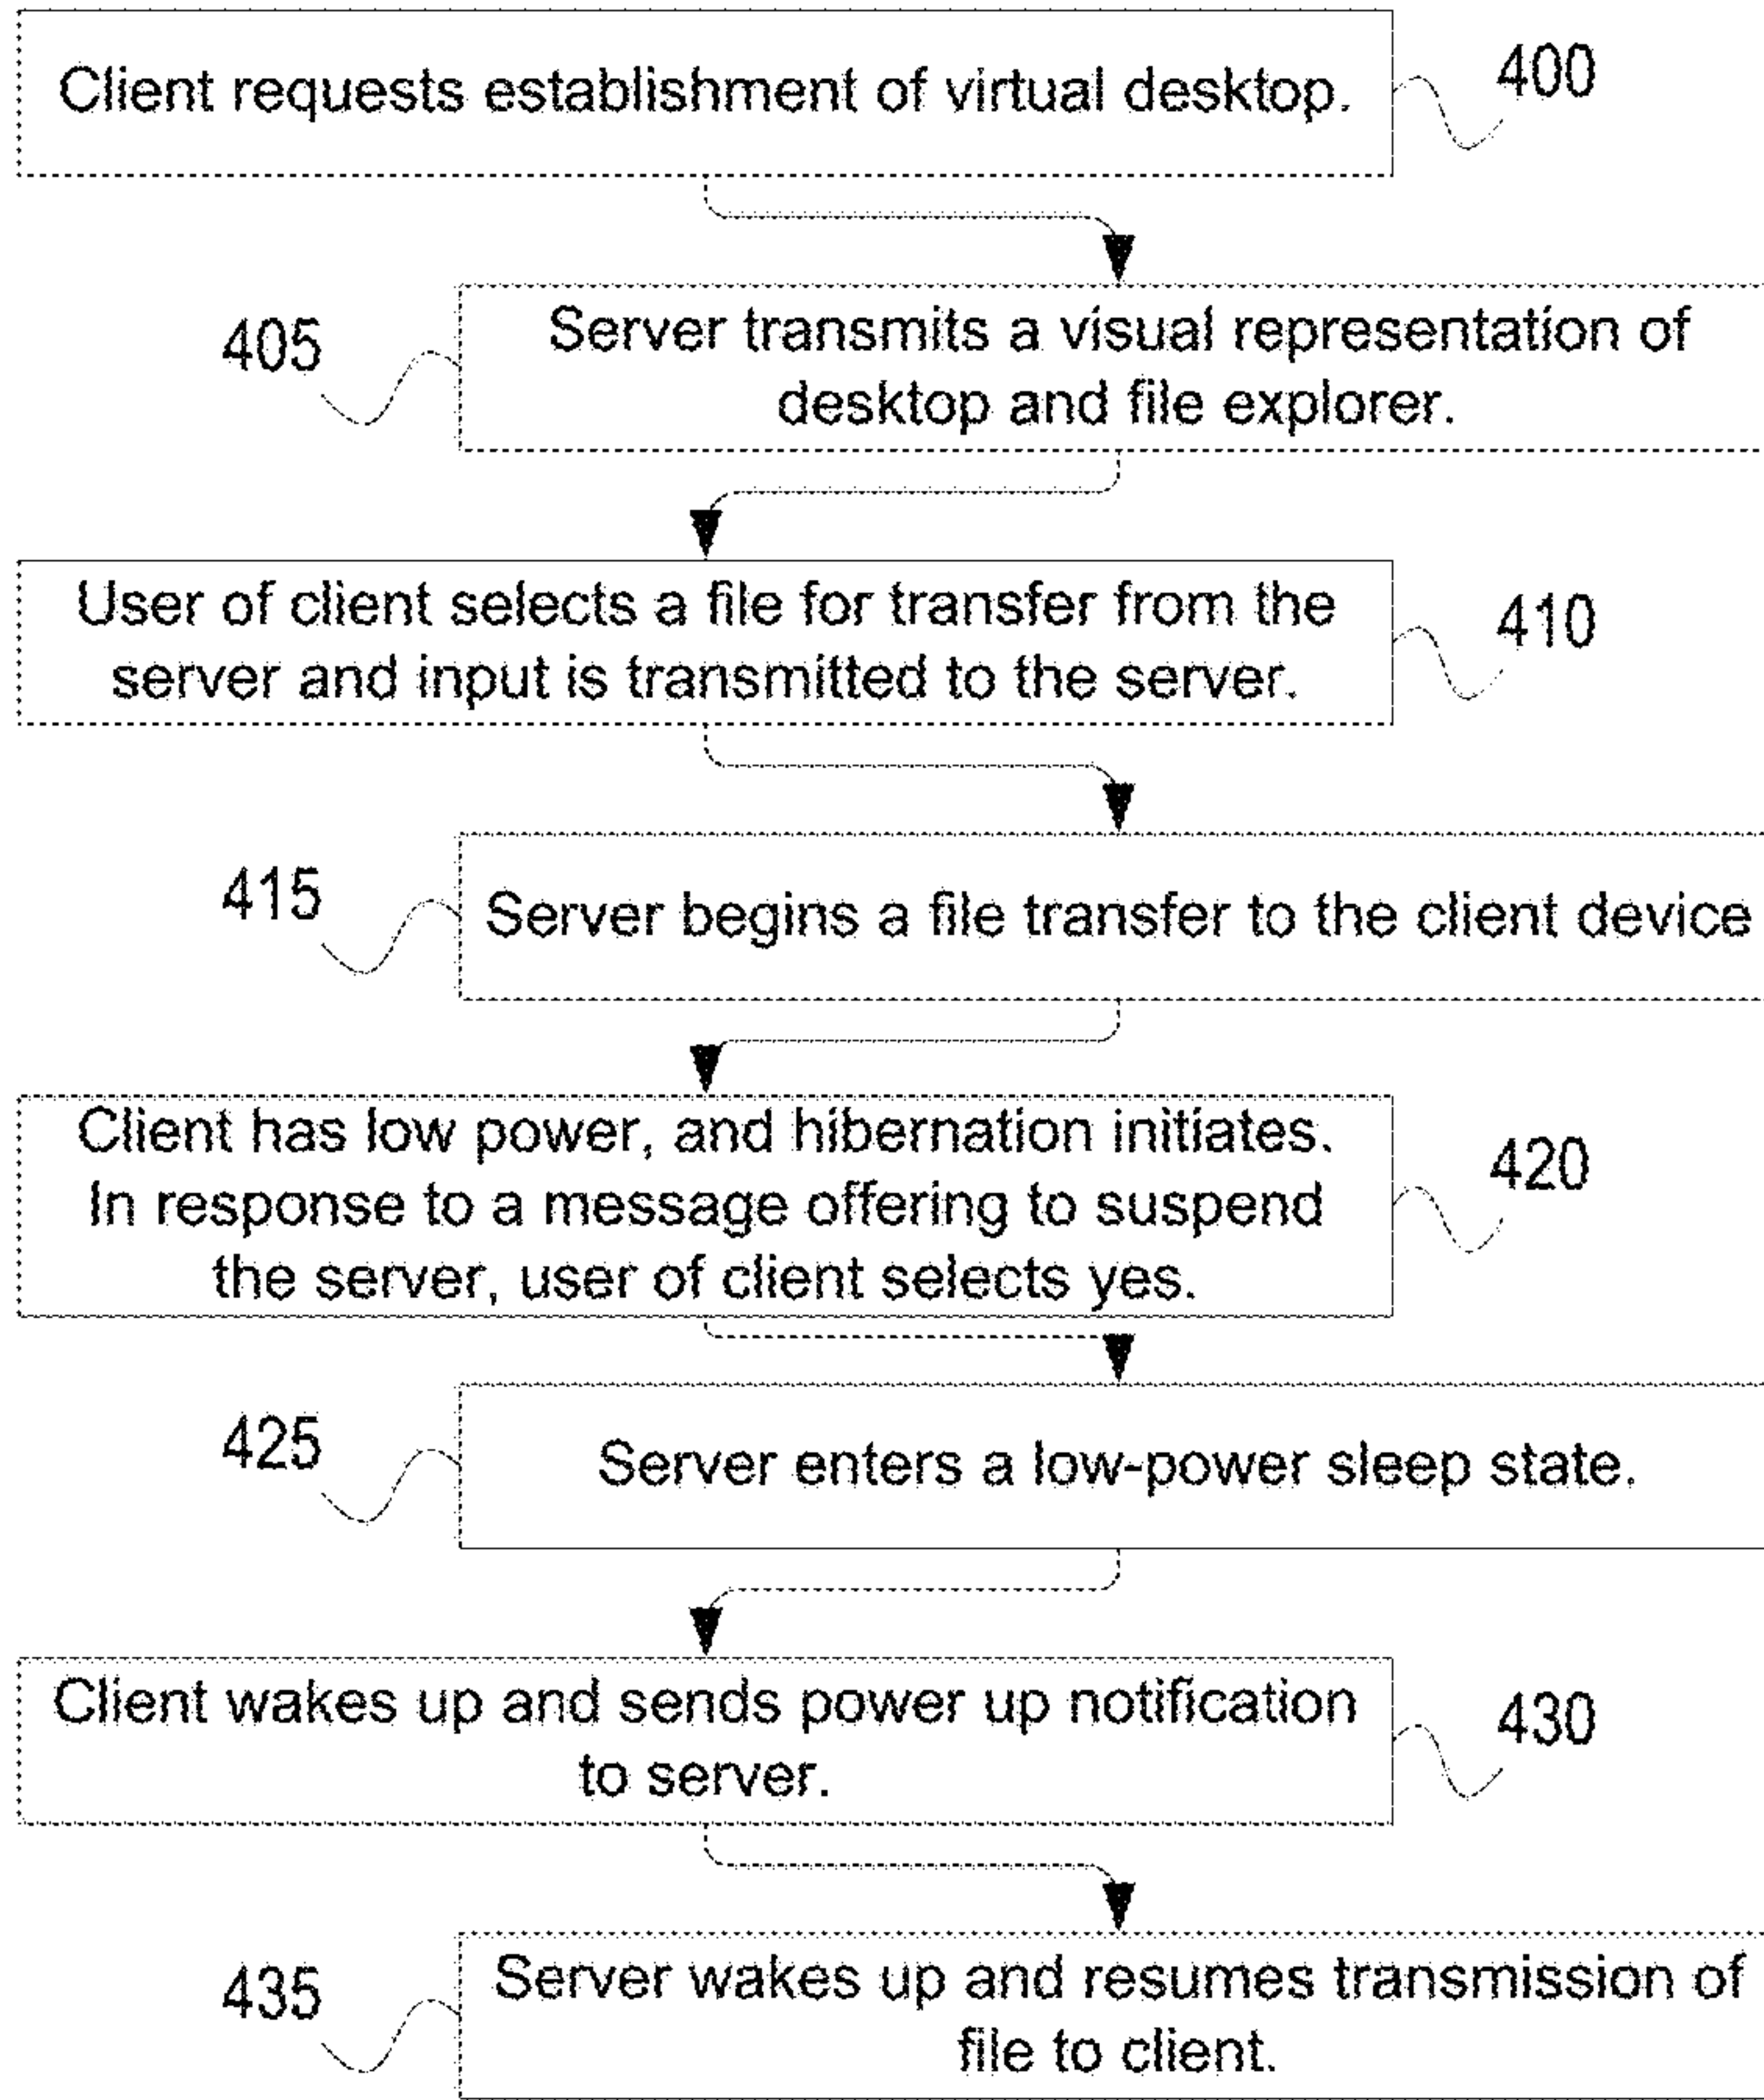 Client requests establishment of virtual desktop.
400
405
Server transmits a visual representation of
desktop and file explorer.
User of client selects a file for transfer from the
server and input is transmitted to the server.
410
415
Server begins a file transfer to the client device
Client has low power, and hibernation initiates.
In response to a message offering to suspend
the server, user of client selects yes.
420
425
Server enters a low-power sleep state.
Client wakes up and sends power up notification
to server.
430
435
Server wakes up and resumes transmission of
file to client.